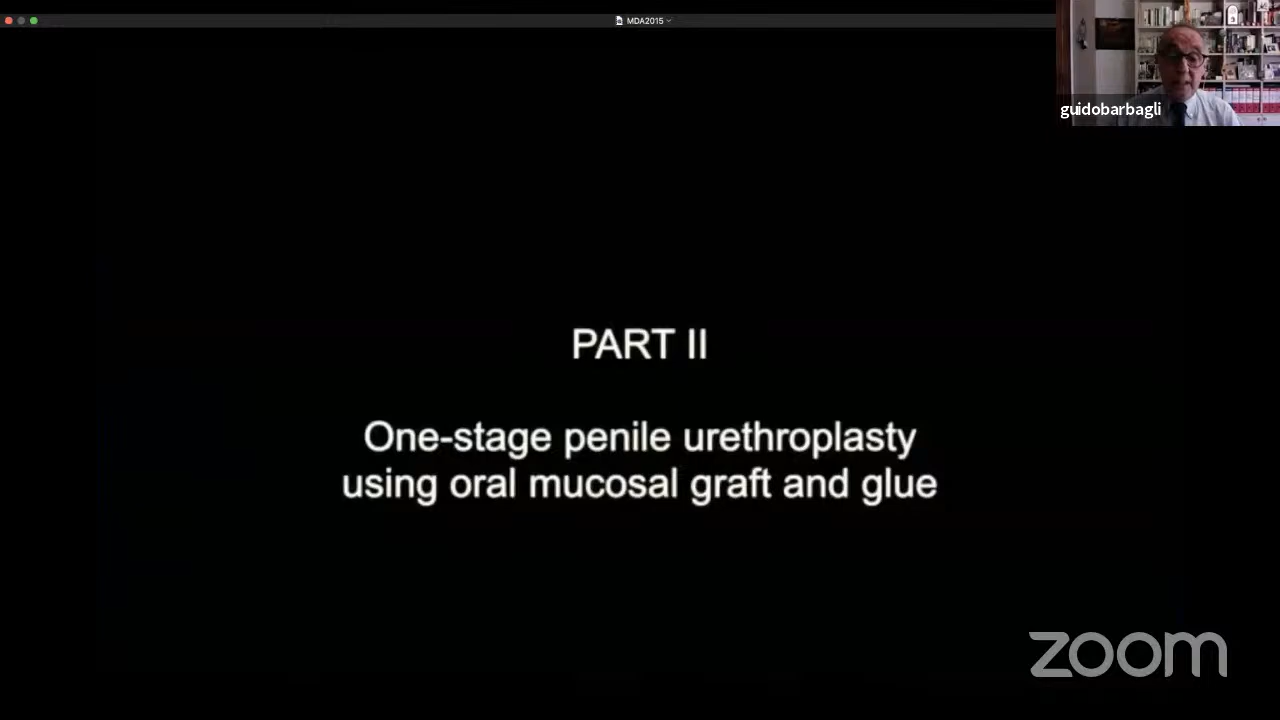 MDA2015
guidobarbagli
PART II
One-stage penile urethroplasty
using oral mucosal graft and glue
zoom